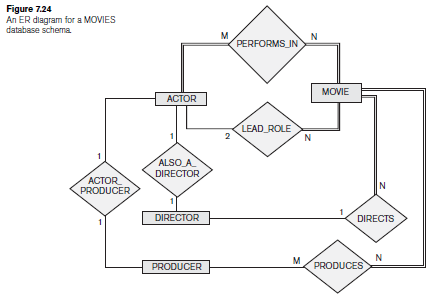 Figure 7.24
An ER diagram for a MOVIES
database schema.
M
PERFORMS_IN
N
ACTOR
MOVIE
2
LEAD_ROLE
N
1
1
ALSO_A_
DIRECTOR
ACTOR_
PRODUCER
1
1
DIRECTOR
1
DIRECTS
N
PRODUCER
M
PRODUCES
N